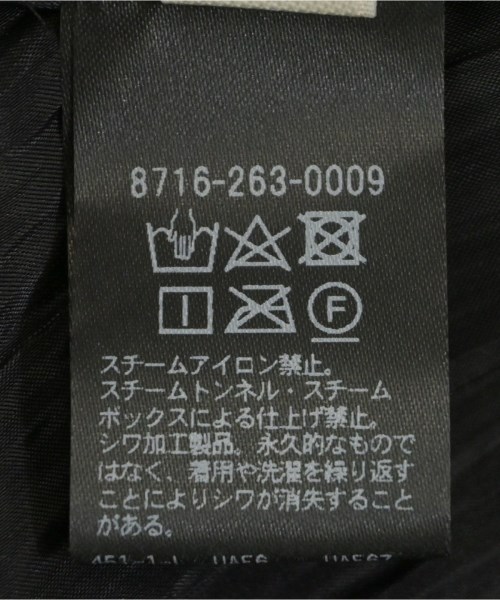 8716-263-0009
F
スチームアイロン禁止。
スチームトンネル・スチーム
ボックスによる仕上げ禁止。
シワ加工製品。永久的なもので
はなく、着用や洗濯を繰り返す
ことによりシワが消失すること
がある。